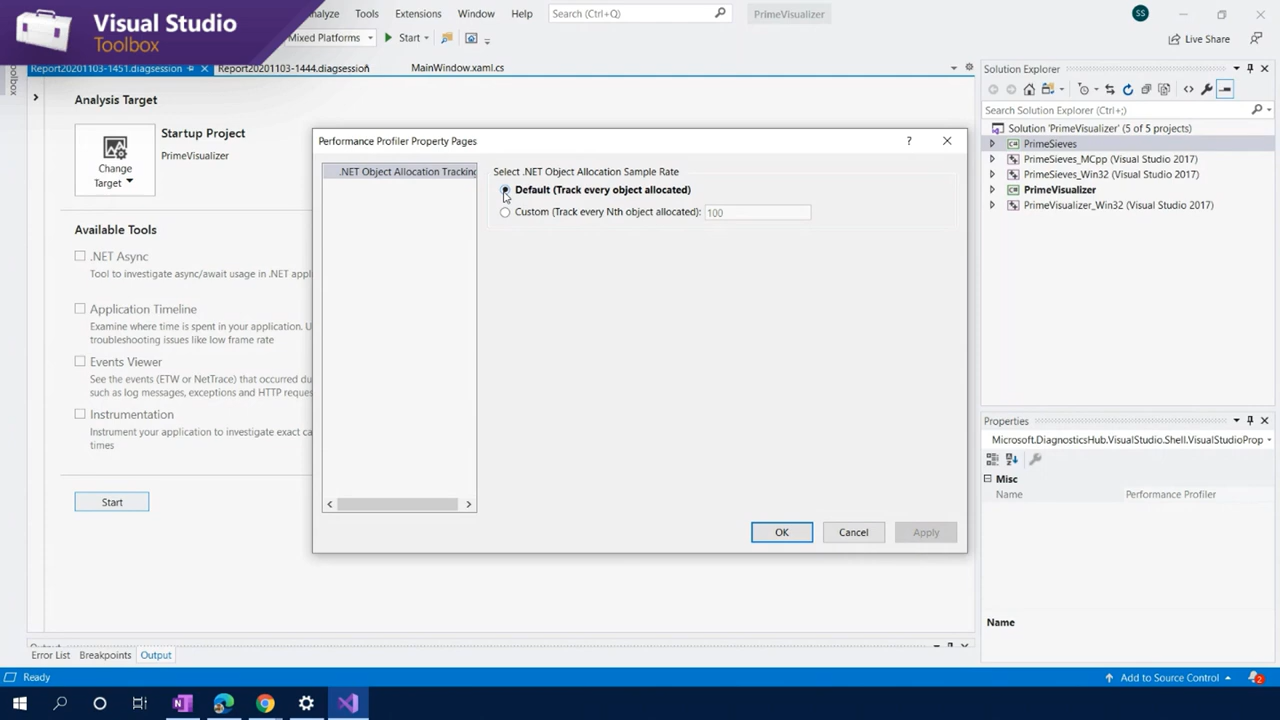 Visual Studio
Toolbox
Analyze Tools Extensions Window Help Search (Ctrl+Q) PrimeVisualizer SS
Mixed Platforms Start Live Share
Toolbox
Report20201103-1451.diagsession Report20201103-1444.diagsession MainWindow.xaml.cs
Analysis Target
Change
Target
Startup Project
PrimeVisualizer
Available Tools
.NET Async
Tool to investigate async/await usage in .NET appl
Application Timeline
Examine where time is spent in your application. U
troubleshooting issues like low frame rate
Events Viewer
See the events (ETW or NetTrace) that occurred du
such as log messages, exceptions and HTTP reques
Instrumentation
Instrument your application to investigate exact ca
times
Start
Performance Profiler Property Pages ?
.NET Object Allocation Tracking
Select .NET Object Allocation Sample Rate
Default (Track every object allocated)
Custom (Track every Nth object allocated): 100
OK Cancel Apply
Solution Explorer
Search Solution Explorer (Ctrl+;)
Solution 'PrimeVisualizer' (5 of 5 projects)
PrimeSieves
PrimeSieves_MCpp (Visual Studio 2017)
PrimeSieves_Win32 (Visual Studio 2017)
PrimeVisualizer
PrimeVisualizer_Win32 (Visual Studio 2017)
Properties
Microsoft.DiagnosticsHub.VisualStudio.Shell.VisualStudioProp
Misc
Name Performance Profiler
Name
Output
Error List Breakpoints Output
Ready Add to Source Control 2